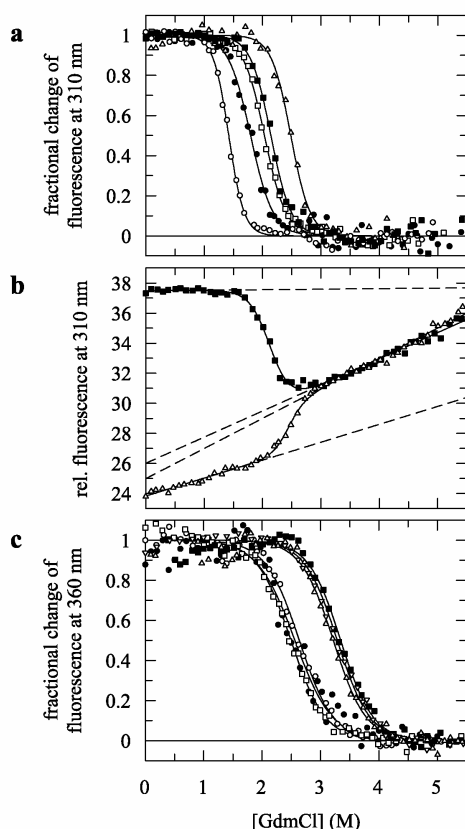 a
fractional change of
fluorescence at 310 nm
1
0.8
0.6
0.4
0.2
0
b
rel. fluorescence at 310 nm
38
36
34
32
30
28
26
24
c
fractional change of
fluorescence at 360 nm
1
0.8
0.6
0.4
0.2
0
0 1 2 3 4 5
[GdmCl] (M)